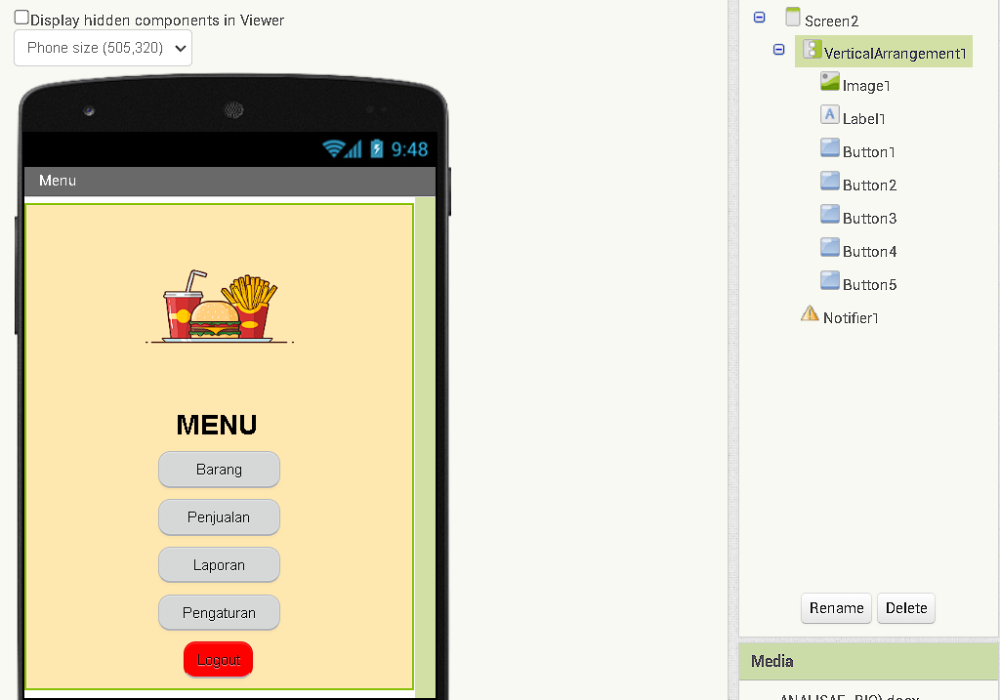 Display hidden components in Viewer
Phone size (505,320)
9:48
Menu
MENU
Barang
Penjualan
Laporan
Pengaturan
Logout
Screen2
VerticalArrangement1
Image1
A
Label1
Button1
Button2
Button3
Button4
Button5
Notifier1
Rename
Delete
Media